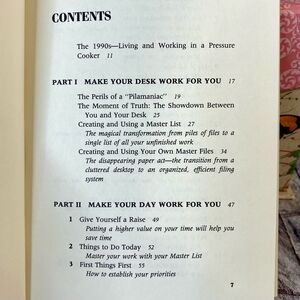 CONTENTS
The 1990s—Living and Working in a Pressure
Cooker 11
PART I MAKE YOUR DESK WORK FOR YOU 17
The Perils of a "Pilamaniac" 19
The Moment of Truth: The Showdown Between
You and Your Desk 25
Creating and Using a Master List 27
The magical transformation from piles of files to a
single list of all your unfinished work
Creating and Using Your Own Master Files 34
The disappearing paper act—the transition from a
cluttered desktop to an organized, efficient filing
system
PART II MAKE YOUR DAY WORK FOR YOU 47
1 Give Yourself a Raise 49
Putting a higher value on your time will help you
save time
2 Things to Do Today 52
Master your work with your Master List
3 First Things First 55
How to establish your priorities
7